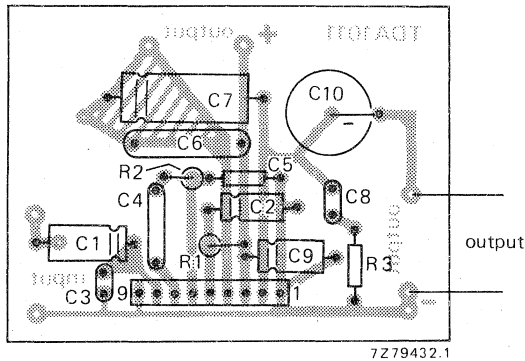 output + TDA1011
C7
C10
-
C6
R2
C5
C4
C2
C8
C1
R1
C9
R3
output
output
input
C3
9
1
-
7Z79432.1